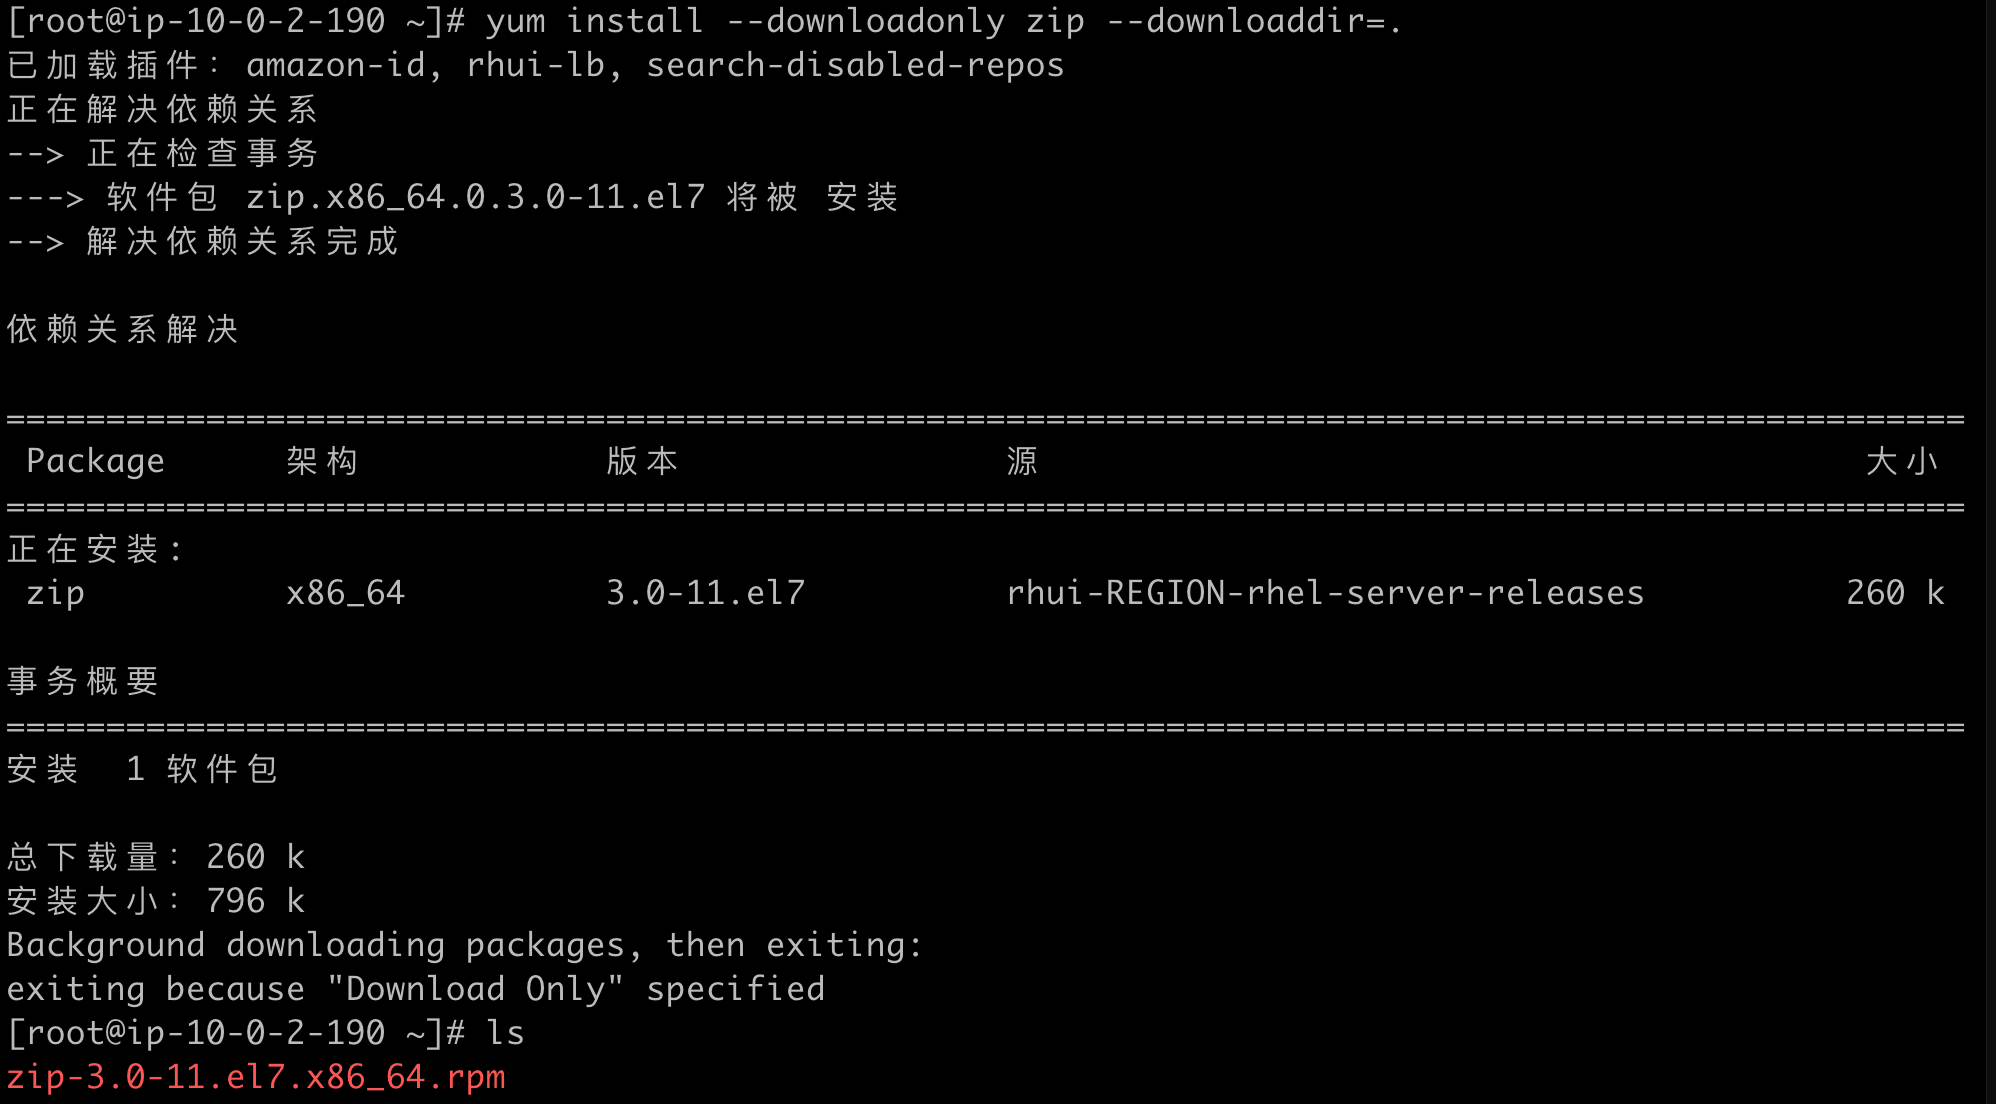 [root@ip-10-0-2-190 ~]# yum install --downloadonly zip --downloaddir=.
已加载插件：amazon-id, rhui-lb, search-disabled-repos
正在解决依赖关系
--> 正在检查事务
---> 软件包 zip.x86_64.0.3.0-11.el7 将被 安装
--> 解决依赖关系完成
依赖关系解决
==================================================================================================
Package 架构 版本 源 大小
==================================================================================================
正在安装:
zip x86_64 3.0-11.el7 rhui-REGION-rhel-server-releases 260 k
事务概要
==================================================================================================
安装 1 软件包
总下载量：260 k
安装大小：796 k
Background downloading packages, then exiting:
exiting because "Download Only" specified
[root@ip-10-0-2-190 ~]# ls
zip-3.0-11.el7.x86_64.rpm